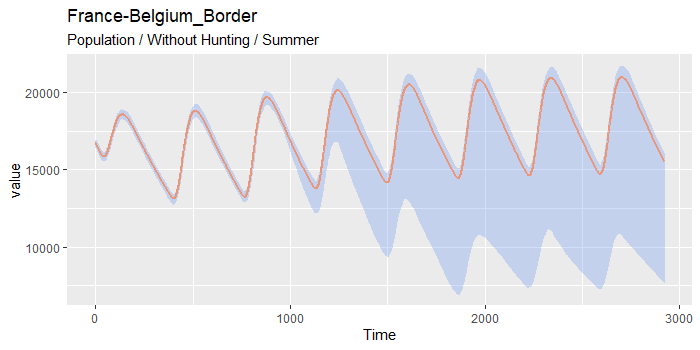 France-Belgium_Border
Population / Without Hunting / Summer
value
20000
15000
10000
0
1000
2000
3000
Time